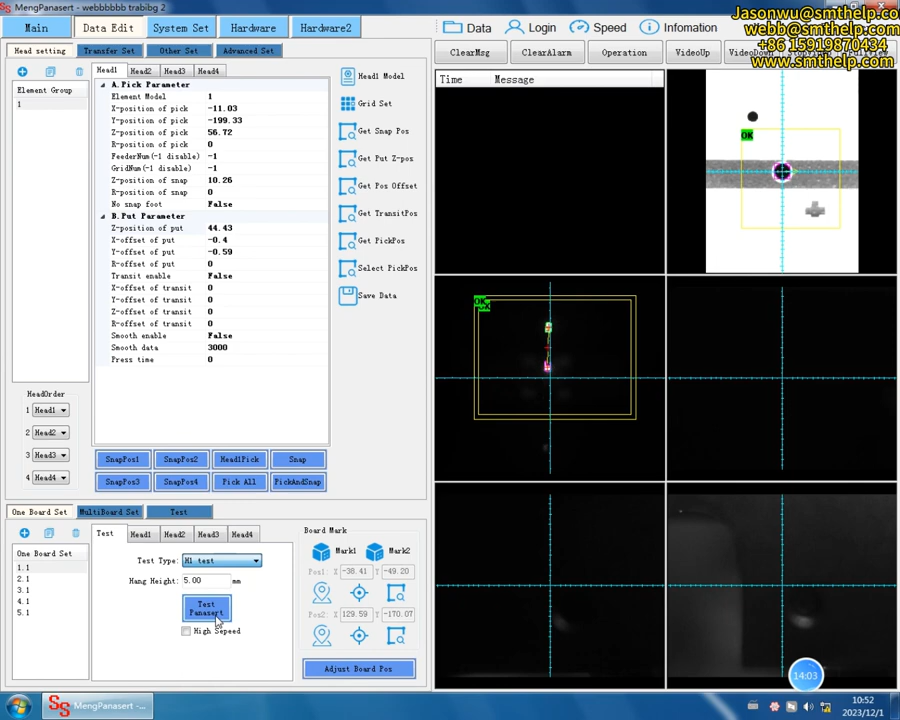 MengPanasert - webbbbbb trabibg 2
Jasonwu@smthelp.com
webb@smthelp.com
+86 15919870434
www.smthelp.com
Main
Data Edit
System Set
Hardware
Hardware2
Data
Login
Speed
Infomation
ClearMsg
ClearAlarm
Operation
VideoUp
Head setting
Transfer Set
Other Set
Advanced Set
Element Group
1
Head1
Head2
Head3
Head4
A.Pick Parameter
Element Model 1
X-position of pick -11.03
Y-position of pick -199.33
Z-position of pick 56.72
R-position of pick 0
FeederNum(-1 disable) -1
GridNum(-1 disable) -1
Z-position of snap 10.26
R-position of snap 0
No snap foot False
B.Put Parameter
Z-position of put 44.43
X-offset of put -0.4
Y-offset of put -0.59
R-offset of put 0
Transit enable False
X-offset of transit 0
Y-offset of transit 0
Z-offset of transit 0
R-offset of transit 0
Smooth enable False
Smooth data 3000
Press time 0
Head1 Model
Grid Set
Get Snap Pos
Get Put Z-pos
Get Pos Offset
Get TransitPos
Get PickPos
Select PickPos
Save Data
HeadOrder
1 Head1
2 Head2
3 Head3
4 Head4
SnapPos1
SnapPos2
Head1Pick
Snap
SnapPos3
SnapPos4
Pick All
PickAndSnap
Time
Message
OK
OK
One Board Set
MultiBoard Set
Test
One Board Set
1.1
2.1
3.1
4.1
5.1
Test
Head1
Head2
Head3
Head4
Test Type: H1 test
Hang Height: 5.00 mm
Test
Panasert
High Sepeed
Board Mark
Mark1
Mark2
Pos1: X -38.41 Y -49.20
Pos2: X 129.59 Y -170.07
Adjust Board Pos
14:03
MengPanasert -...
10:52
2023/12/1